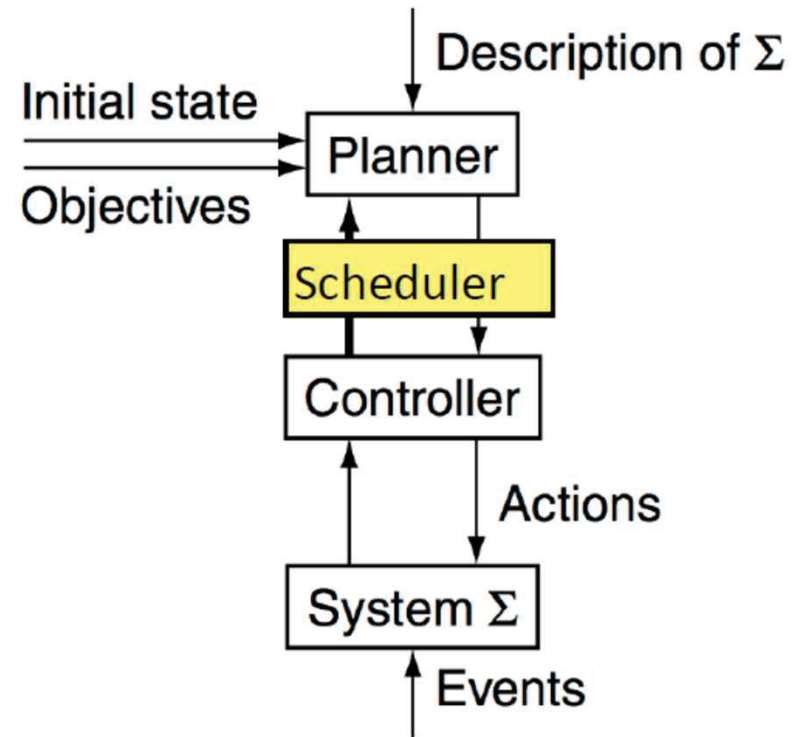 Description of Σ
Initial state
Planner
Objectives
Scheduler
Controller
Actions
System Σ
Events